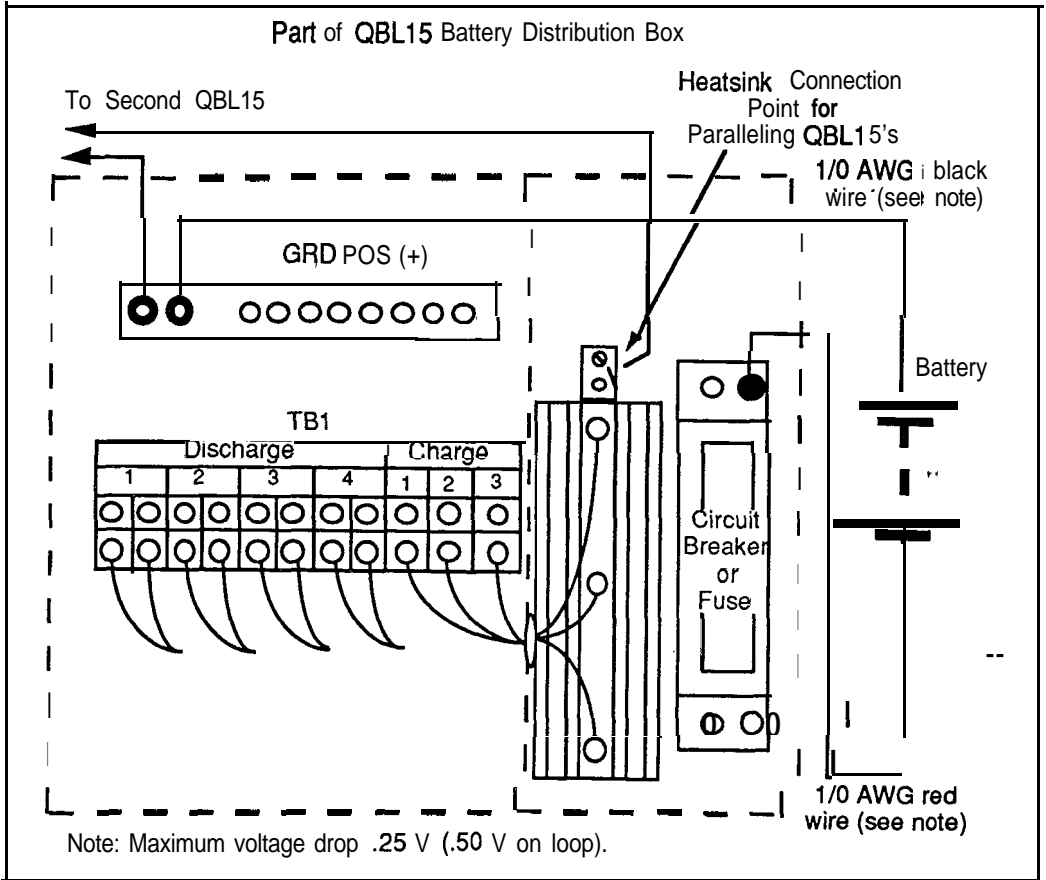 Part of QBL15 Battery Distribution Box
To Second QBL15
Heatsink Connection
Point for
Paralleling QBL15's
1/0 AWG black
wire (see note)
GRD POS (+)
Battery
TB1
Discharge Charge
1 2 3 4 1 2 3
Circuit
Breaker
or
Fuse
1/0 AWG red
wire (see note)
Note: Maximum voltage drop .25 V (.50 V on loop).